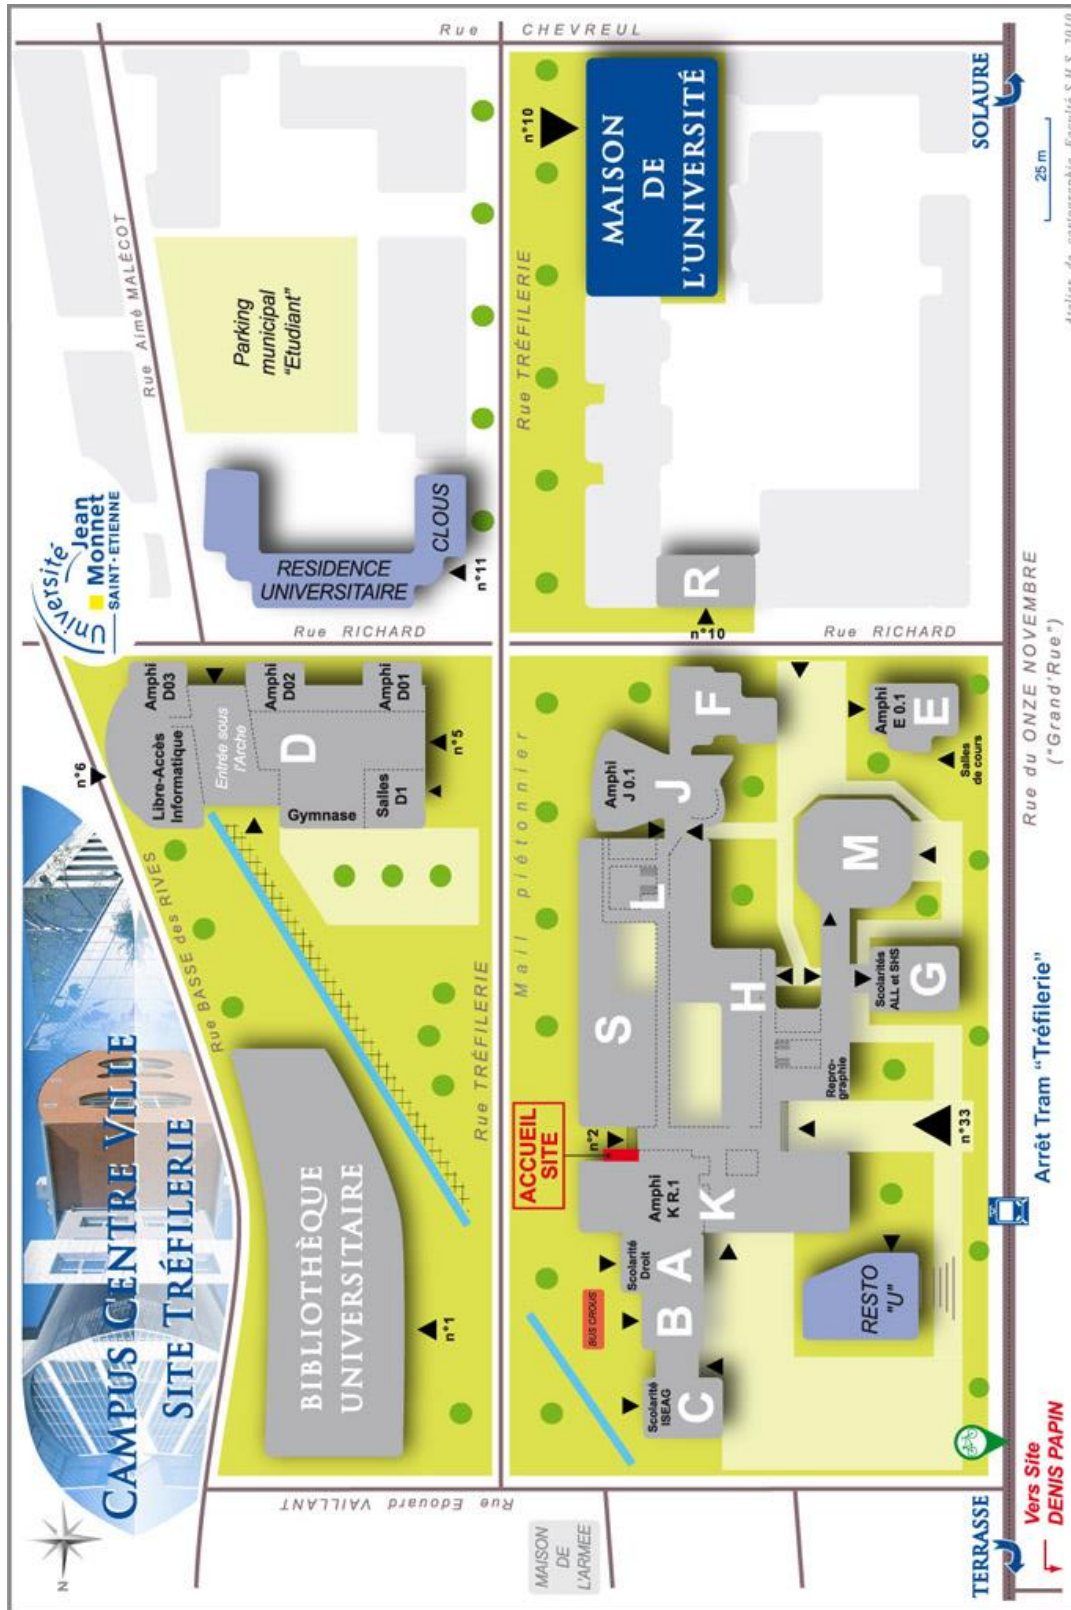 CAMPUS CENTRE VILLE
SITE TRÉFILERIE
N
Université
Jean
Monnet
SAINT-ETIENNE
Rue BASSE des RIVES
Rue Aimé MALÉCOT
Rue Edouard VAILLANT
BIBLIOTHÈQUE
UNIVERSITAIRE
n°1
n°6
Libre-Accès
Informatique
Amphi
D03
Entrée sous
l'Arche
Amphi
D02
D
Gymnase
Salles
D1
Amphi
D01
n°5
Rue RICHARD
RESIDENCE
UNIVERSITAIRE
CLOUS
n°11
Parking
municipal
"Etudiant"
Rue CHEVREUL
Rue TRÉFILERIE
Rue TRÉFILERIE
Mail piétonnier
MAISON
DE
L'ARMEE
ACCUEIL
SITE
n°2
BUS CROUS
Scolarité
ISEAG
C
B
Scolarité
Droit
A
Amphi
K R.1
K
S
L
Amphi
J 0.1
J
F
H
Repro-
graphie
M
Scolarités
ALL et SHS
G
Amphi
E 0.1
E
Salles
de cours
RESTO
"U"
n°33
Rue RICHARD
R
n°10
n°10
MAISON
DE
L'UNIVERSITÉ
TERRASSE
SOLAURE
Vers Site
DENIS PAPIN
Arrêt Tram "Tréfilerie"
Rue du ONZE NOVEMBRE
("Grand'Rue")
25 m